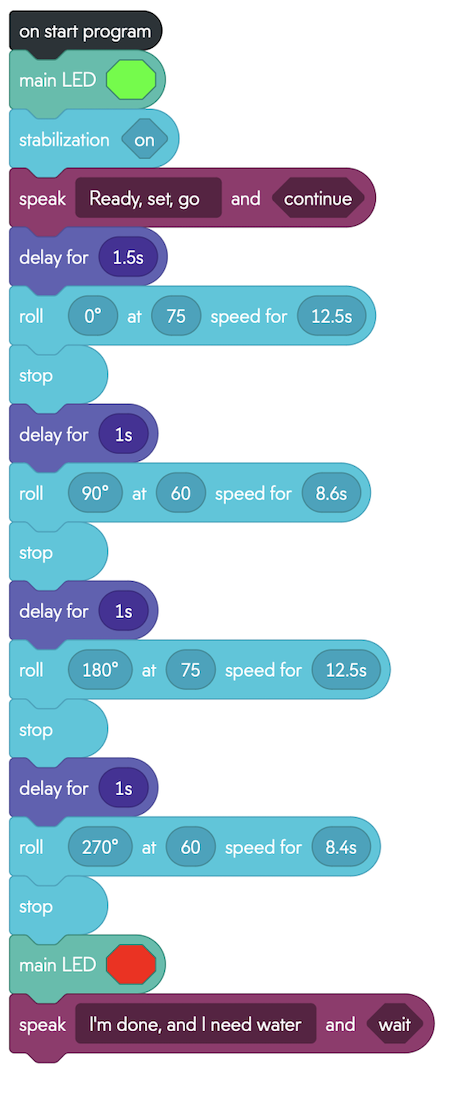 on start program
main LED
stabilization on
speak Ready, set, go and continue
delay for 1.5s
roll 0° at 75 speed for 12.5s
stop
delay for 1s
roll 90° at 60 speed for 8.6s
stop
delay for 1s
roll 180° at 75 speed for 12.5s
stop
delay for 1s
roll 270° at 60 speed for 8.4s
stop
main LED
speak I'm done, and I need water and wait